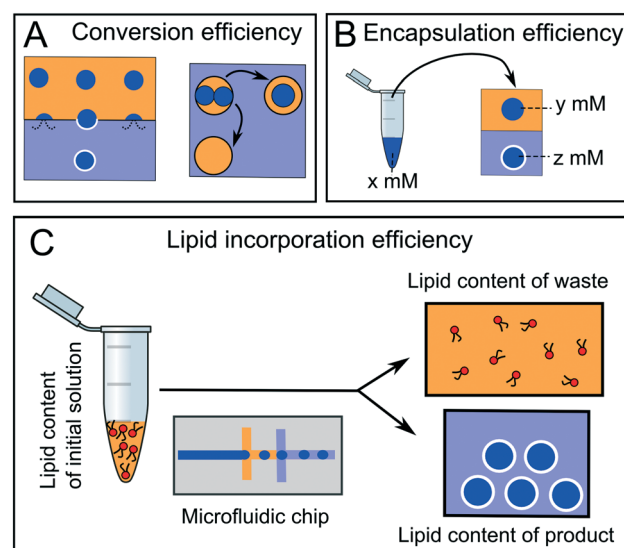 A Conversion efficiency
B Encapsulation efficiency
x mM
y mM
z mM
C Lipid incorporation efficiency
Lipid content
of initial solution
Microfluidic chip
Lipid content of waste
Lipid content of product